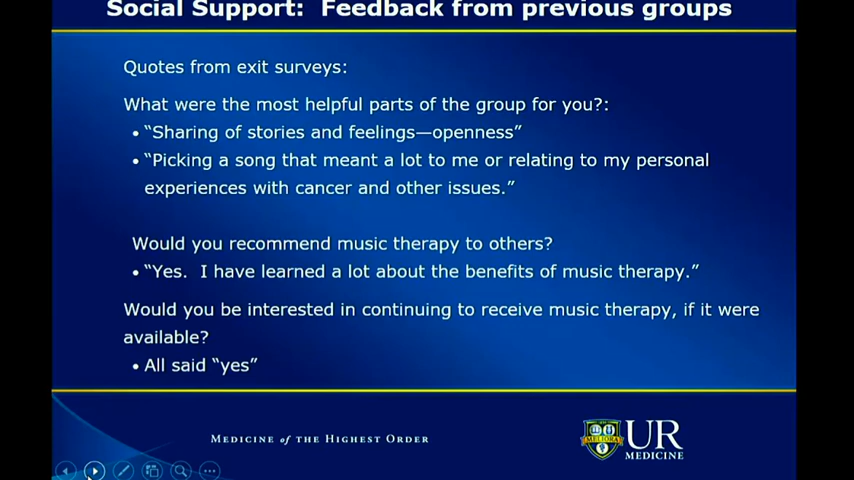 Social Support: Feedback from previous groups
Quotes from exit surveys:
What were the most helpful parts of the group for you?:
• “Sharing of stories and feelings—openness”
• “Picking a song that meant a lot to me or relating to my personal
experiences with cancer and other issues.”
Would you recommend music therapy to others?
• “Yes. I have learned a lot about the benefits of music therapy.”
Would you be interested in continuing to receive music therapy, if it were
available?
• All said “yes”
MEDICINE of THE HIGHEST ORDER
MELIORA
UR
MEDICINE